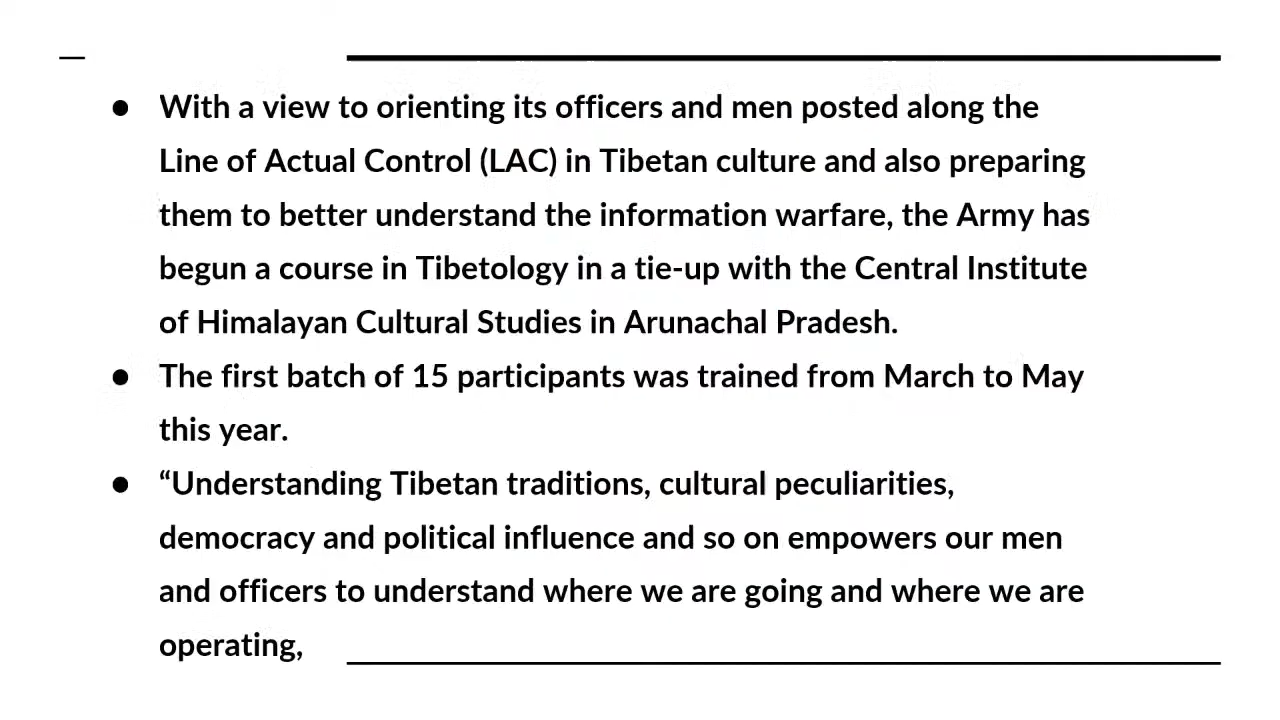 ● With a view to orienting its officers and men posted along the
Line of Actual Control (LAC) in Tibetan culture and also preparing
them to better understand the information warfare, the Army has
begun a course in Tibetology in a tie-up with the Central Institute
of Himalayan Cultural Studies in Arunachal Pradesh.
● The first batch of 15 participants was trained from March to May
this year.
● “Understanding Tibetan traditions, cultural peculiarities,
democracy and political influence and so on empowers our men
and officers to understand where we are going and where we are
operating,